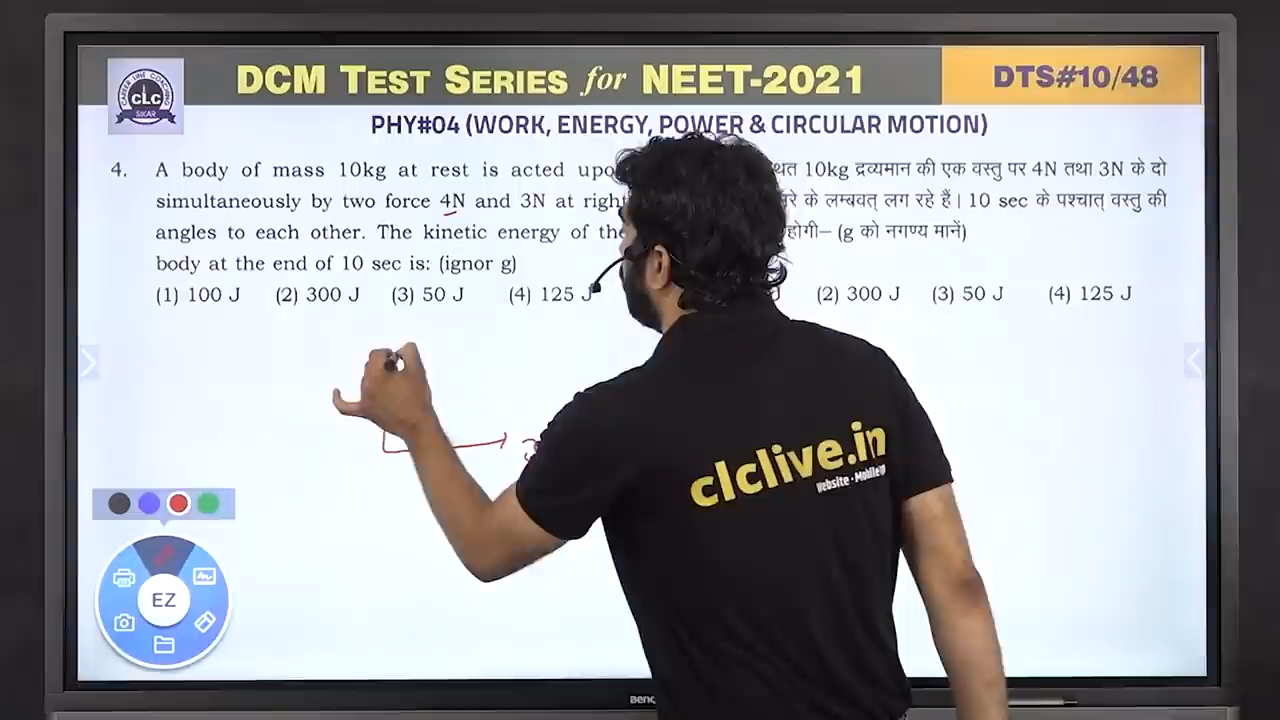 DCM TEST SERIES for NEET-2021
DTS#10/48
CAREER LINE COACHING
CLC
SIKAR
PHY#04 (WORK, ENERGY, POWER & CIRCULAR MOTION)
4. A body of mass 10kg at rest is acted
simultaneously by two force 4N and 3N at right
angles to each other. The kinetic energy of the
body at the end of 10 sec is: (ignor g)
(1) 100 J (2) 300 J (3) 50 J (4) 125 J
10kg द्रव्यमान की एक वस्तु पर 4N तथा 3N के दो
के लम्बवत् लग रहे हैं। 10 sec के पश्चात् वस्तु की
होगी– (g को नगण्य मानें)
(2) 300 J (3) 50 J (4) 125 J
EZ
clclive.in
Website - Mobile